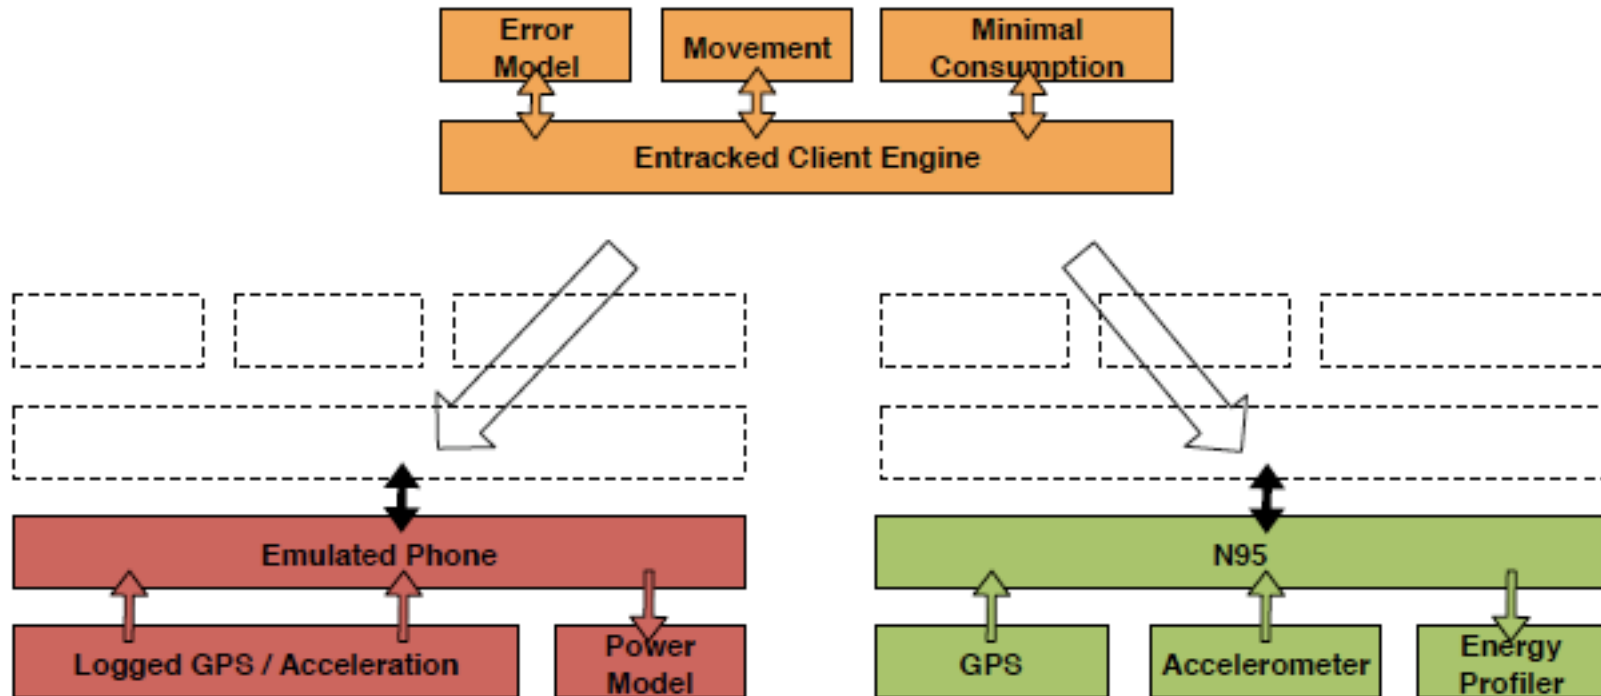 Error
Model
Movement
Minimal
Consumption
Entracked Client Engine
Emulated Phone
N95
Logged GPS / Acceleration
Power
Model
GPS
Accelerometer
Energy
Profiler